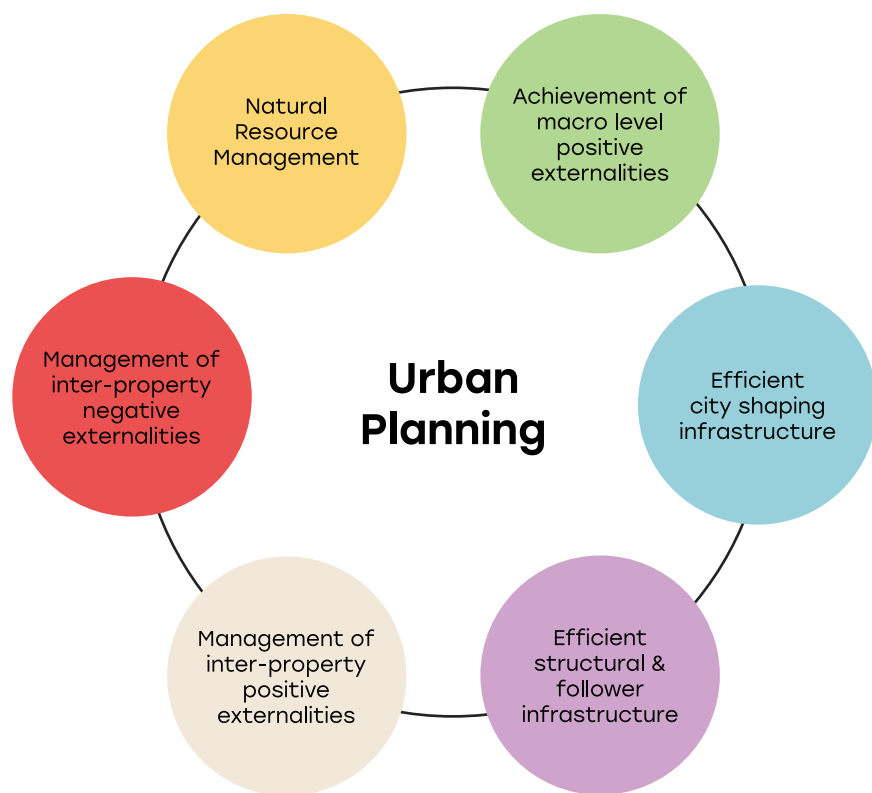 Natural
Resource
Management
Achievement of
macro level
positive
externalities
Management of
inter-property
negative
externalities
Urban
Planning
Efficient
city shaping
infrastructure
Management of
inter-property
positive
externalities
Efficient
structural &
follower
infrastructure